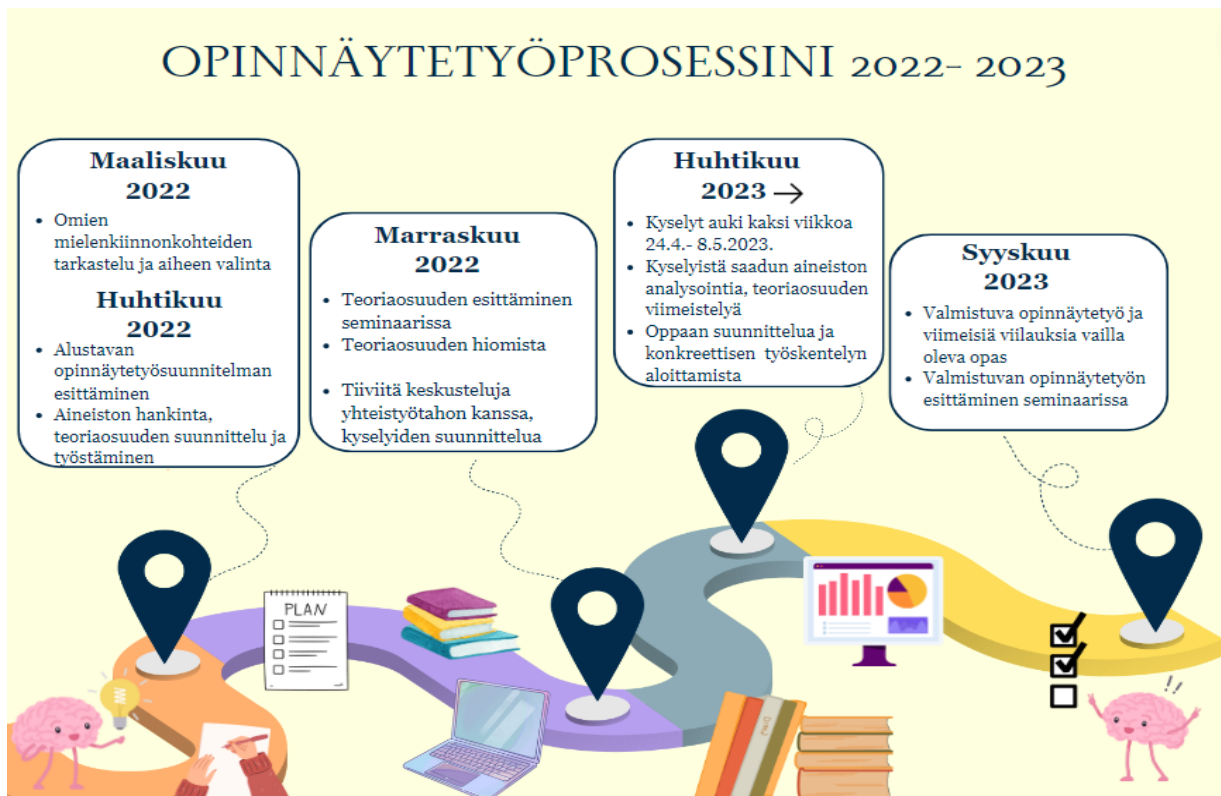 OPINNÄYTETYÖPROSESSINI 2022- 2023
Maaliskuu
2022
• Omien
mielenkiinnonkohteiden
tarkastelu ja aiheen valinta
Huhtikuu
2022
• Alustavan
opinnäytetyösuunnitelman
esittäminen
• Aineiston hankinta,
teoriaosuuden suunnittelu ja
työstäminen
Marraskuu
2022
• Teoriaosuuden esittäminen
seminaarissa
• Teoriaosuuden hiomista
• Tiiviitä keskusteluja
yhteistyötahon kanssa,
kyselyiden suunnittelua
Huhtikuu
2023 →
• Kyselyt auki kaksi viikkoa
24.4.- 8.5.2023.
• Kyselyistä saadun aineiston
analysointia, teoriaosuuden
viimeistelyä
• Oppaan suunnittelua ja
konkreettisen työskentelyn
aloittamista
Syyskuu
2023
• Valmistuva opinnäytetyö ja
viimeisiä viilauksia vailla
oleva opas
• Valmistuvan opinnäytetyön
esittäminen seminaarissa
PLAN
!!